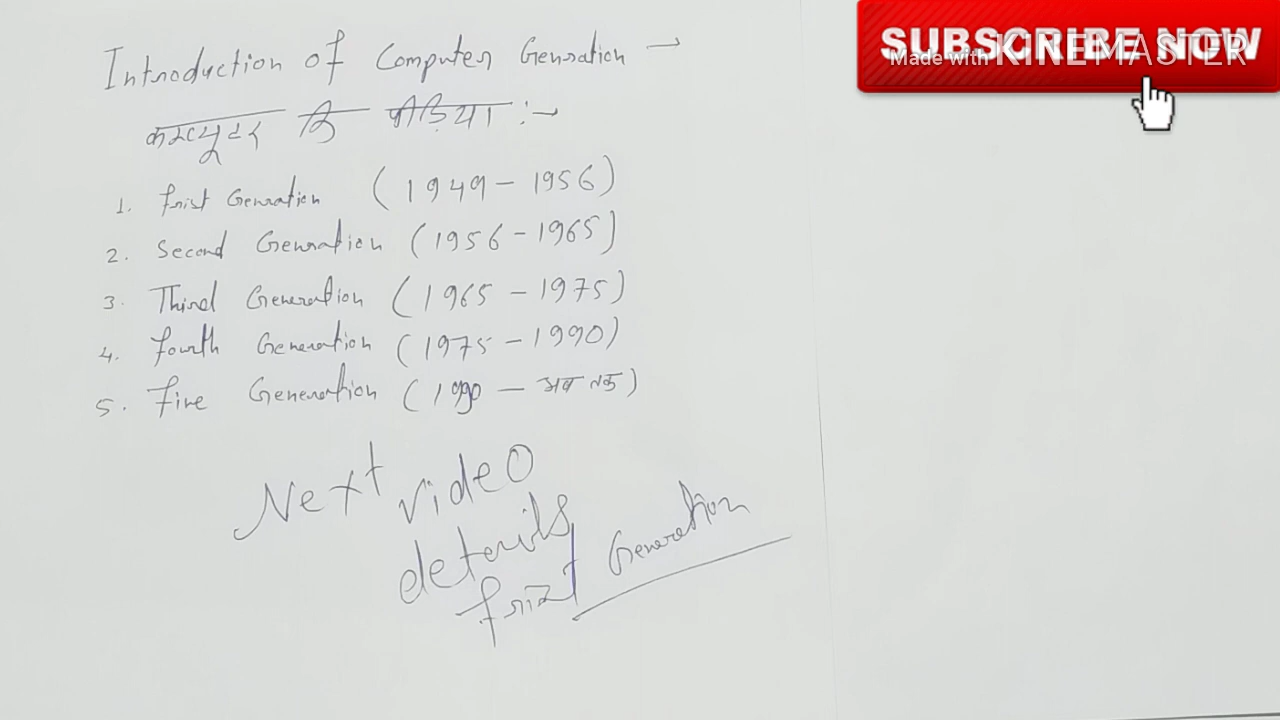 Introduction of Computer Genration →
कम्प्युटर कि पीढ़िया :→
1. frist Genration (1949 - 1956)
2. Second Genration (1956 - 1965)
3. Third Generation (1965 - 1975)
4. fourth Generation (1975 - 1990)
5. Five Generation (1990 - अब तक)
Next video
details
frist Generation
SUBSCRIBE NOW
Made with KINEMASTER